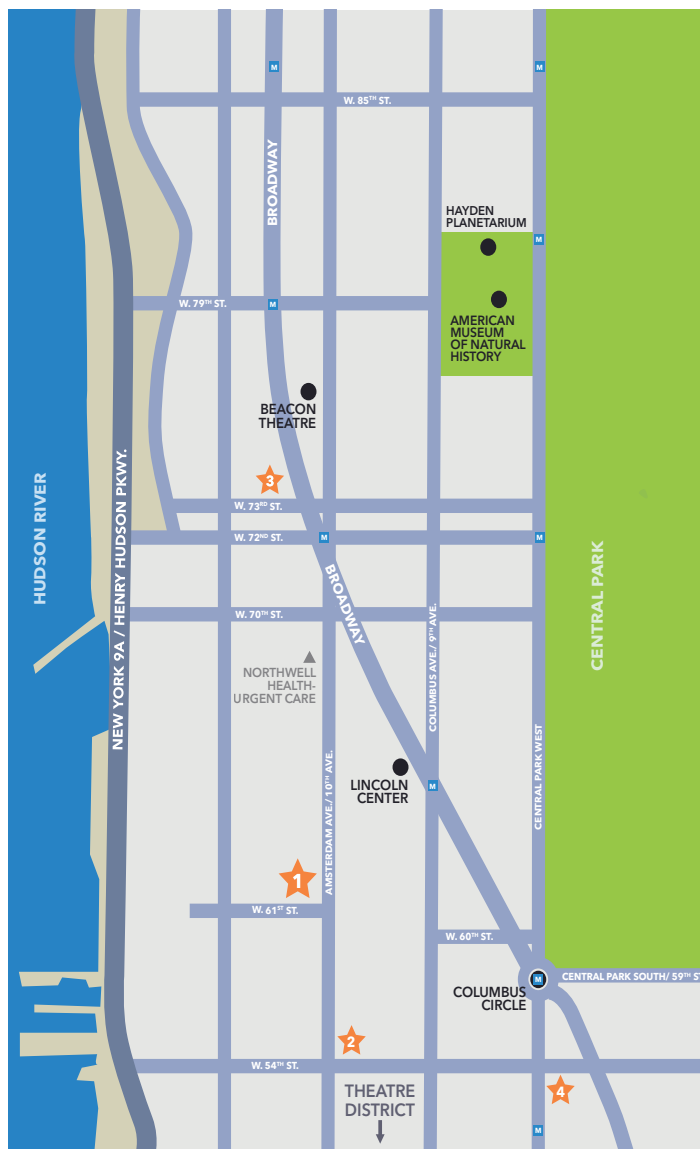 M
M
W. 85TH ST.
BROADWAY
HAYDEN
PLANETARIUM
M
W. 79TH ST.
M
AMERICAN
MUSEUM
OF NATURAL
HISTORY
BEACON
THEATRE
3
W. 73RD ST.
W. 72ND ST.
M
M
HUDSON RIVER
NEW YORK 9A / HENRY HUDSON PKWY.
BROADWAY
CENTRAL PARK
W. 70TH ST.
COLUMBUS AVE./ 9TH AVE.
NORTHWELL
HEALTH-
URGENT CARE
LINCOLN
CENTER
M
AMSTERDAM AVE./ 10TH AVE.
CENTRAL PARK WEST
1
W. 61ST ST.
W. 60TH ST.
M
CENTRAL PARK SOUTH/ 59TH S
COLUMBUS
CIRCLE
2
W. 54TH ST.
4
THEATRE
DISTRICT
M